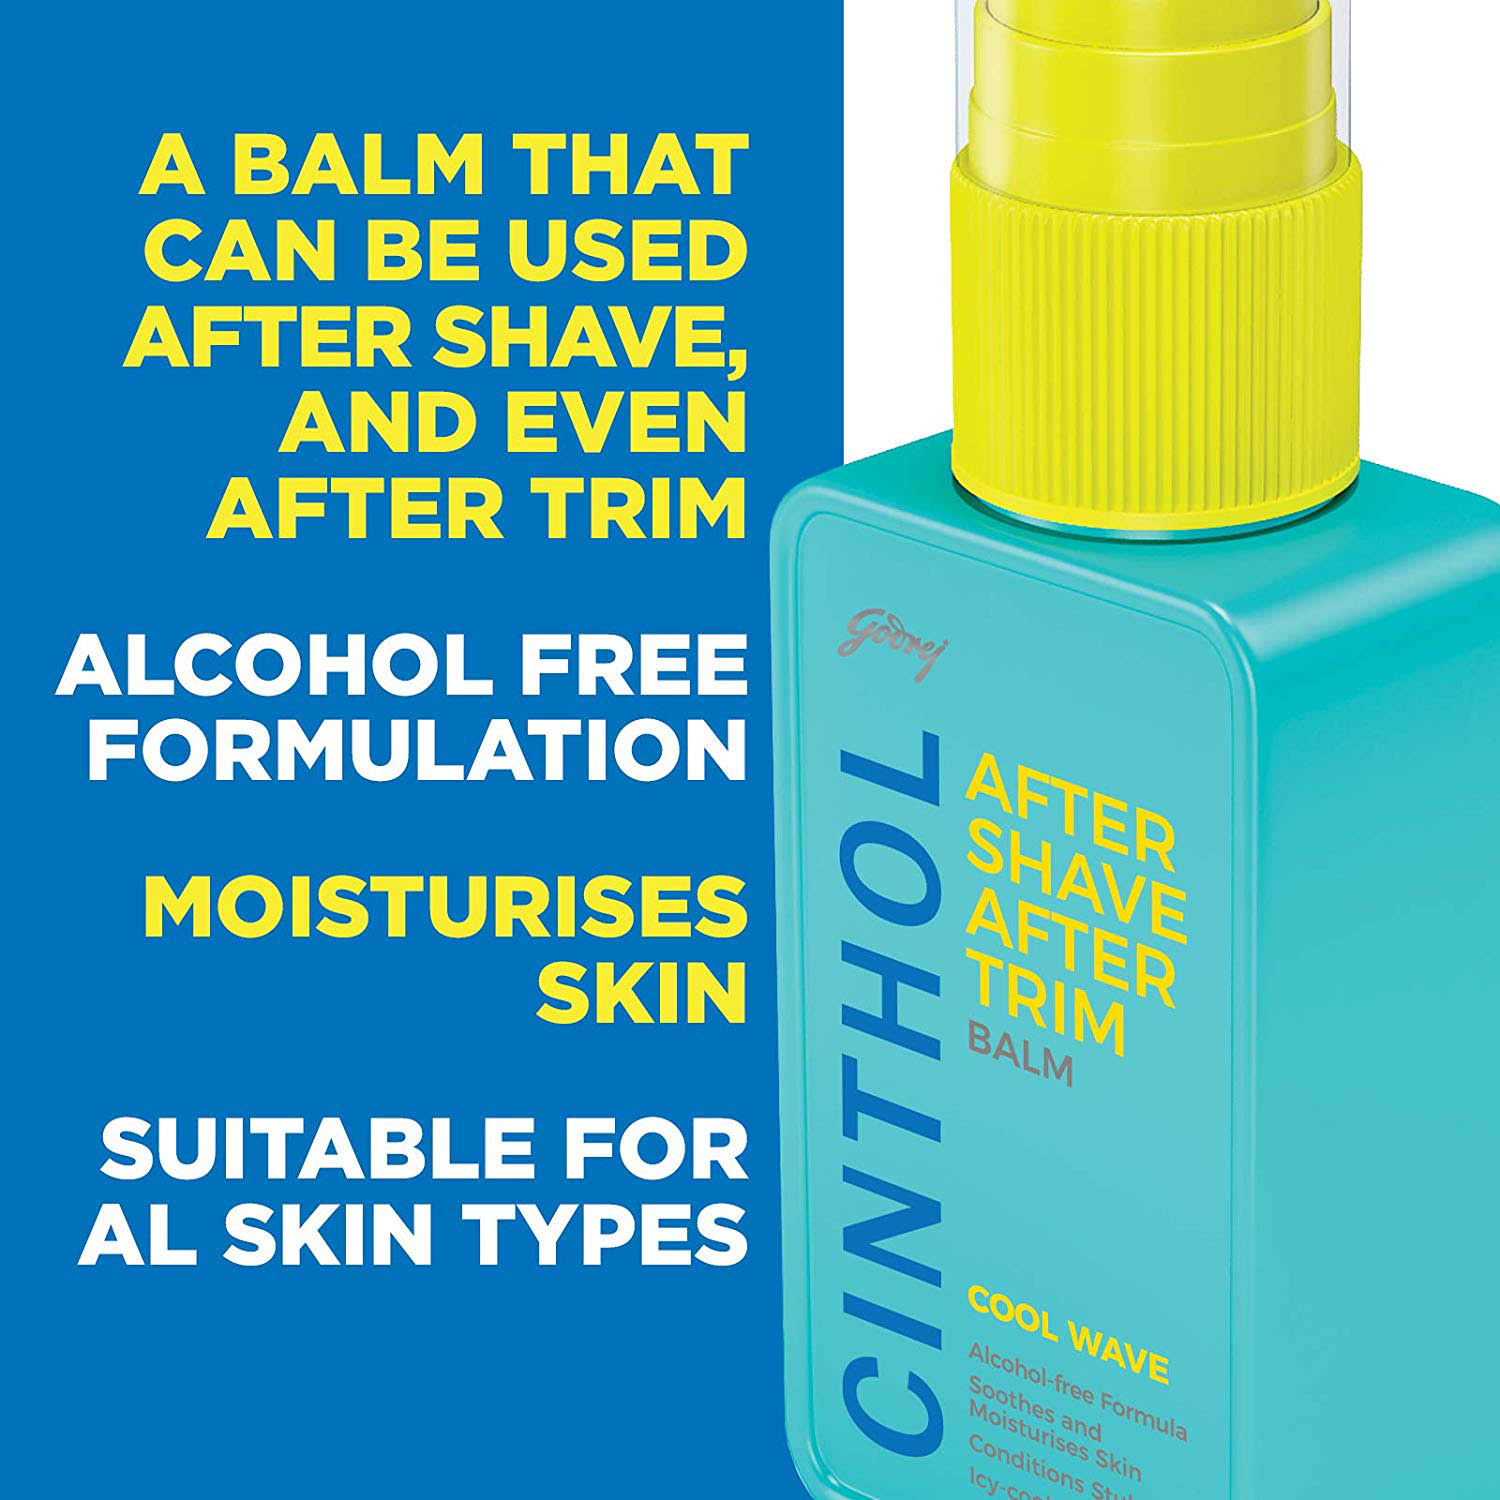 A BALM THAT
CAN BE USED
AFTER SHAVE,
AND EVEN
AFTER TRIM
ALCOHOL FREE
FORMULATION
MOISTURISES
SKIN
SUITABLE FOR
AL SKIN TYPES
Godrej
CINTHOL
AFTER
SHAVE
AFTER
TRIM
BALM
COOL WAVE
Alcohol-free Formula
Soothes and
Moisturises Skin
Conditions